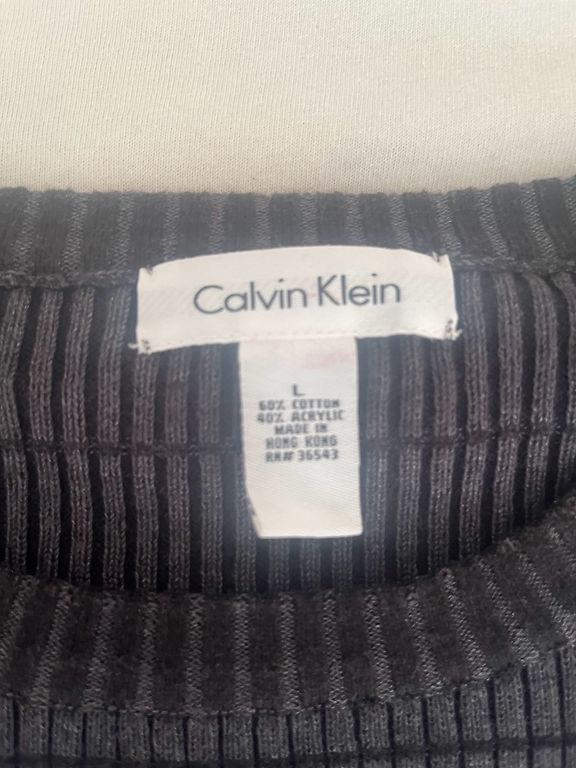 Calvin Klein
L
60% COTTON
40% ACRYLIC
MADE IN
HONG KONG
RN# 36543